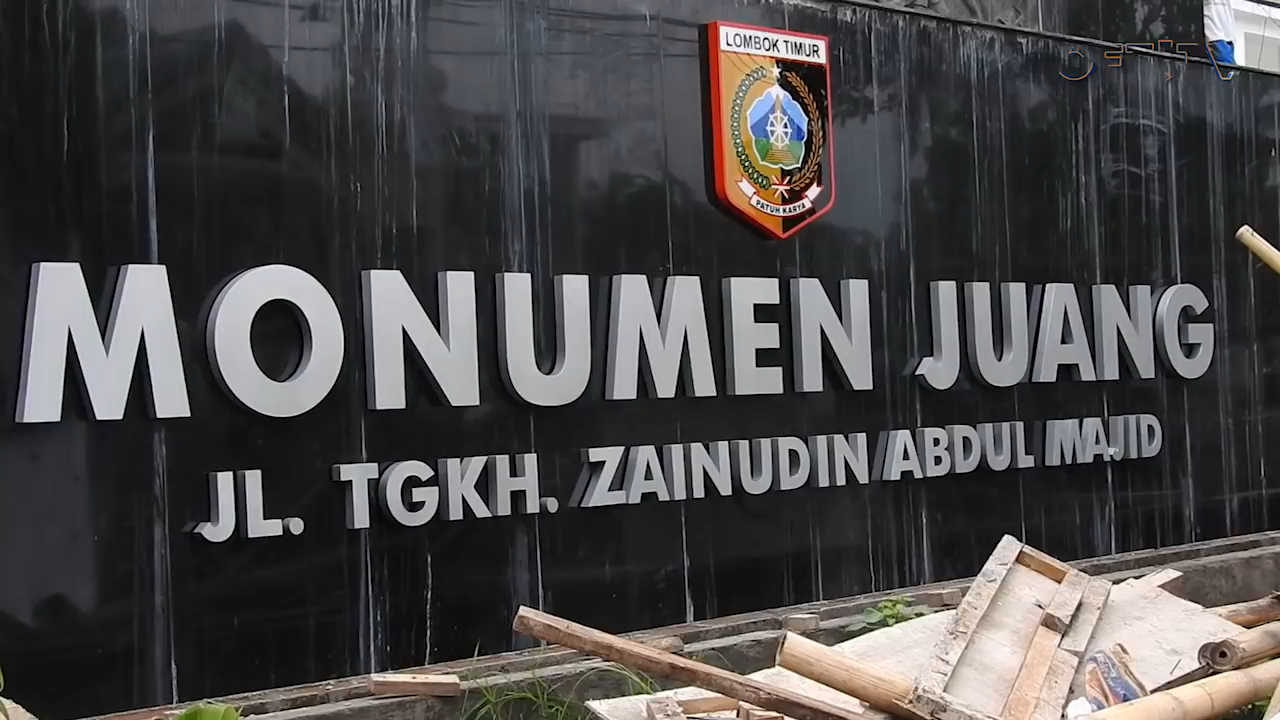 LOMBOK TIMUR
PATUH KARYA
MONUMEN JUANG
JL. TGKH. ZAINUDIN ABDUL MAJID